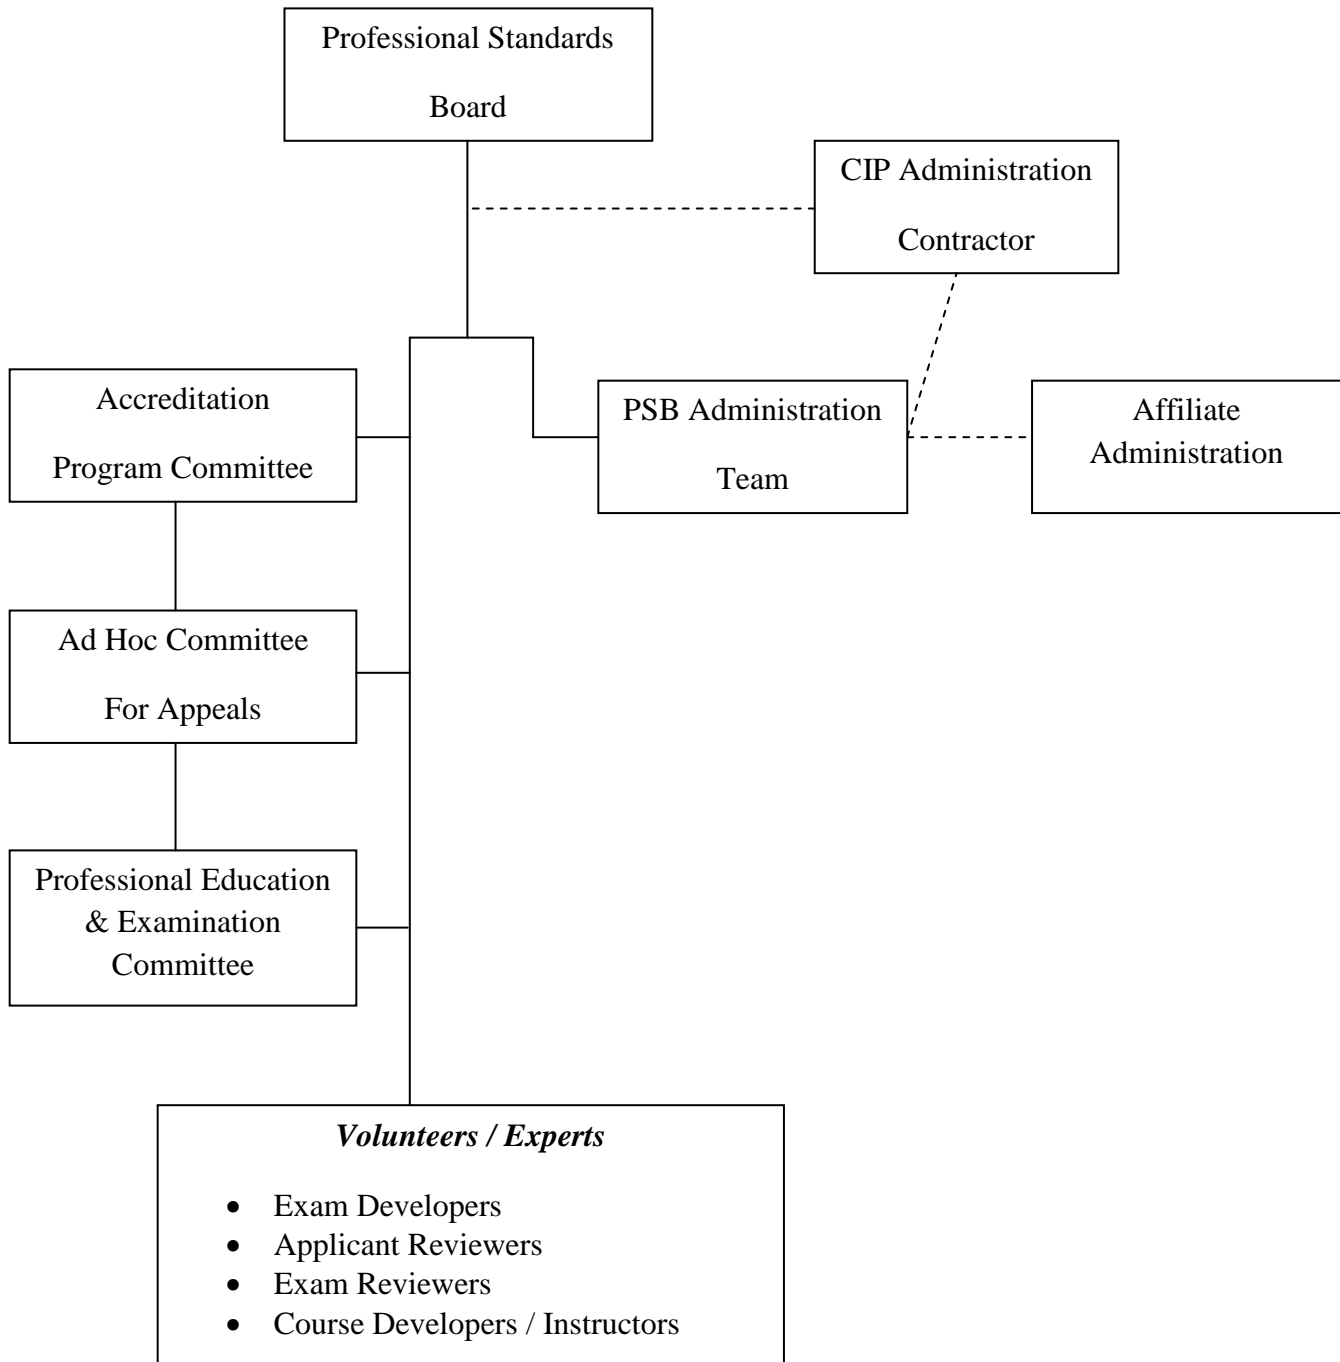 Professional Standards
Board
CIP Administration
Contractor
Accreditation
Program Committee
PSB Administration
Team
Affiliate
Administration
Ad Hoc Committee
For Appeals
Professional Education
& Examination
Committee
Volunteers / Experts
• Exam Developers
• Applicant Reviewers
• Exam Reviewers
• Course Developers / Instructors